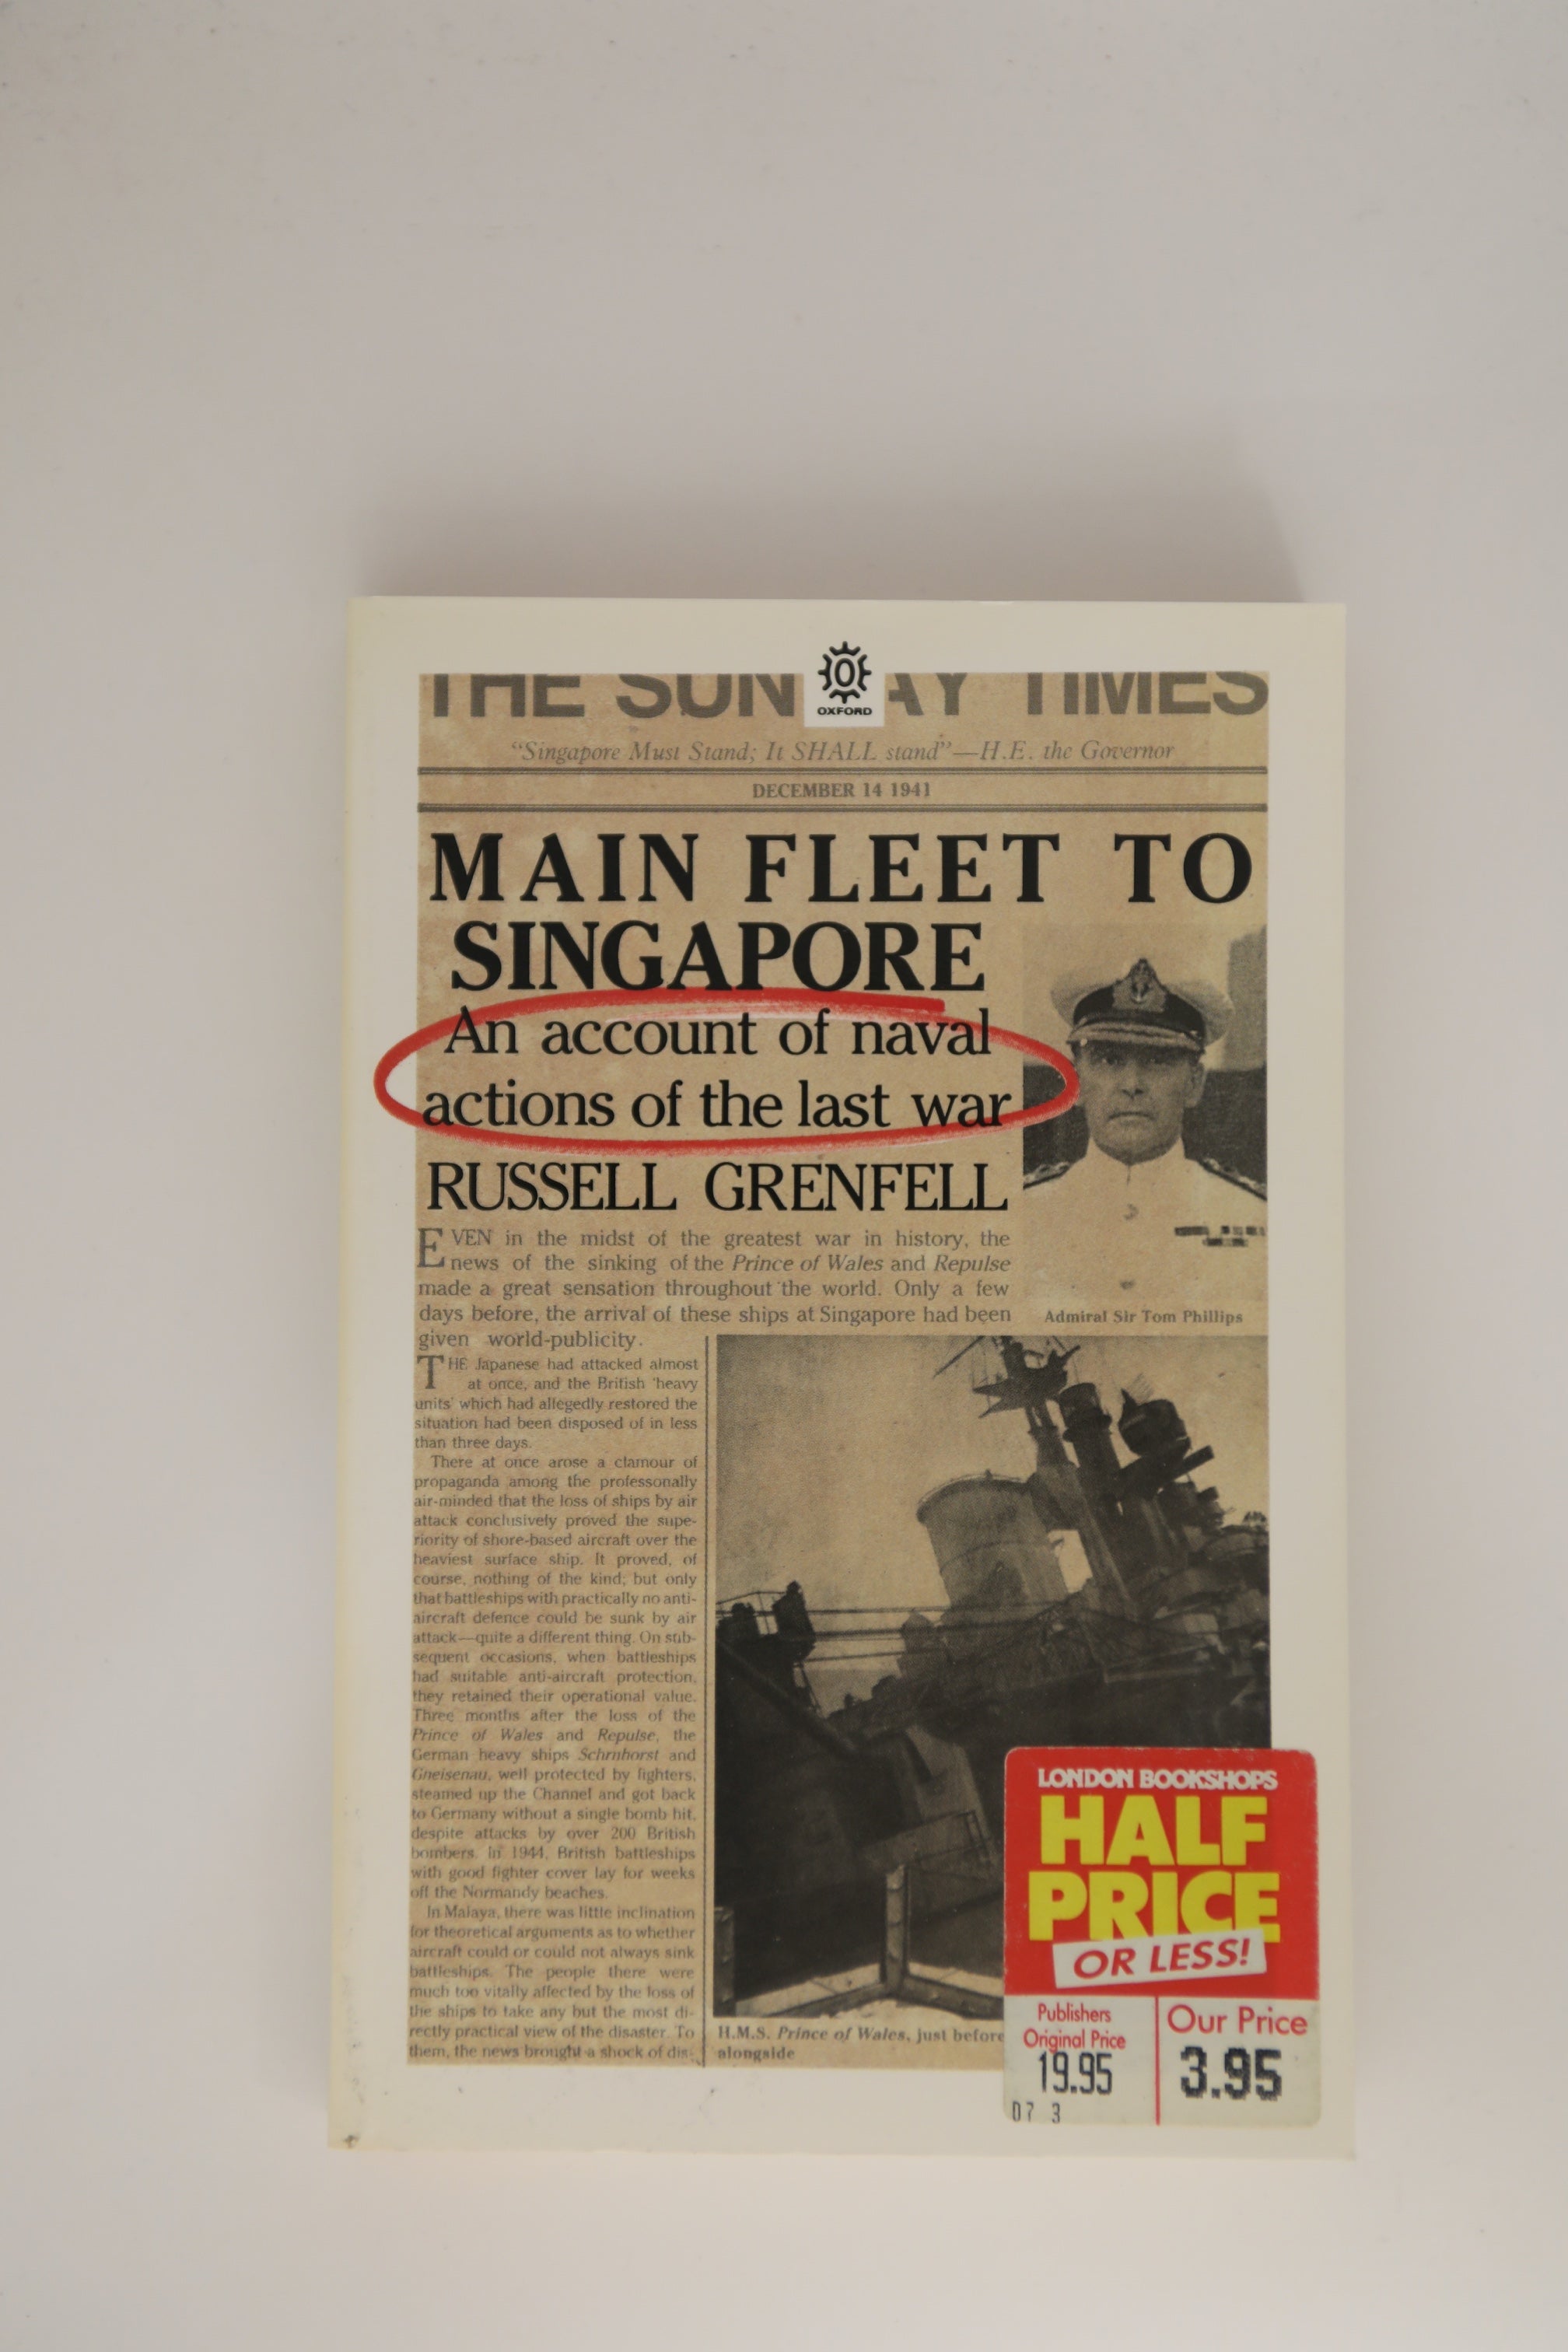 THE SUN AY TIMES
O
OXFORD
"Singapore Must Stand; It SHALL stand"—H.E. the Governor
DECEMBER 14 1941
MAIN FLEET TO
SINGAPORE
An account of naval
actions of the last war
RUSSELL GRENFELL
EVEN in the midst of the greatest war in history, the
news of the sinking of the Prince of Wales and Repulse
made a great sensation throughout the world. Only a few
days before, the arrival of these ships at Singapore had been
given world-publicity.
Admiral Sir Tom Phillips
THE Japanese had attacked almost
at once, and the British 'heavy
units' which had allegedly restored the
situation had been disposed of in less
than three days.
There at once arose a clamour of
propaganda among the professonally
air-minded that the loss of ships by air
attack conclusively proved the supe-
riority of shore-based aircraft over the
heaviest surface ship. It proved, of
course, nothing of the kind; but only
that battleships with practically no anti-
aircraft defence could be sunk by air
attack—quite a different thing. On sub-
sequent occasions, when battleships
had suitable anti-aircraft protection,
they retained their operational value.
Three months after the loss of the
Prince of Wales and Repulse, the
German heavy ships Schrnhorst and
Gneisenau, well protected by fighters,
steamed up the Channel and got back
to Germany without a single bomb hit,
despite attacks by over 200 British
bombers. In 1944, British battleships
with good fighter cover lay for weeks
off the Normandy beaches.
In Malaya, there was little inclination
for theoretical arguments as to whether
aircraft could or could not always sink
battleships. The people there were
much too vitally affected by the loss of
the ships to take any but the most di-
rectly practical view of the disaster. To
them, the news brought a shock of dis-
H.M.S. Prince of Wales, just before
alongside
LONDON BOOKSHOPS
HALF
PRICE
OR LESS!
Publishers
Original Price
19.95
07 3
Our Price
3.95